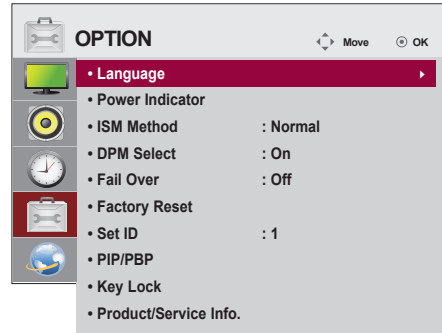 OPTION Move OK
• Language
• Power Indicator
• ISM Method : Normal
• DPM Select : On
• Fail Over : Off
• Factory Reset
• Set ID : 1
• PIP/PBP
• Key Lock
• Product/Service Info.